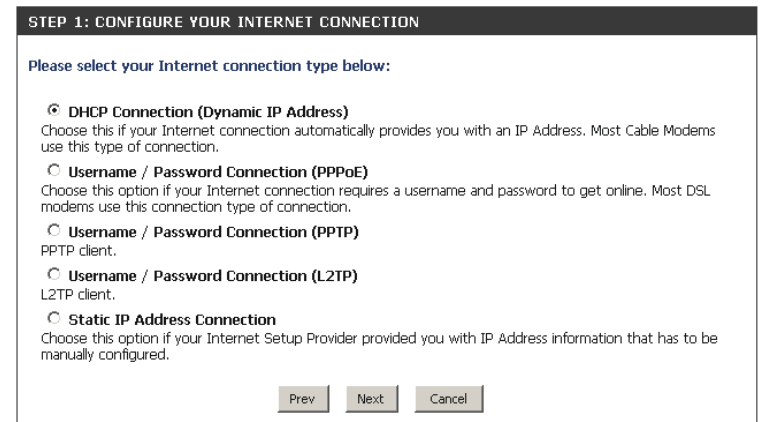 STEP 1: CONFIGURE YOUR INTERNET CONNECTION
Please select your Internet connection type below:
DHCP Connection (Dynamic IP Address)
Choose this if your Internet connection automatically provides you with an IP Address. Most Cable Modems
use this type of connection.
Username / Password Connection (PPPoE)
Choose this option if your Internet connection requires a username and password to get online. Most DSL
modems use this connection type of connection.
Username / Password Connection (PPTP)
PPTP client.
Username / Password Connection (L2TP)
L2TP client.
Static IP Address Connection
Choose this option if your Internet Setup Provider provided you with IP Address information that has to be
manually configured.
Prev Next Cancel